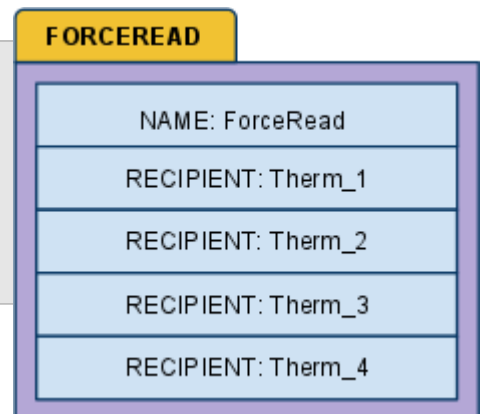 FORCEREAD
NAME: ForceRead
RECIPIENT: Therm_1
RECIPIENT: Therm_2
RECIPIENT: Therm_3
RECIPIENT: Therm_4